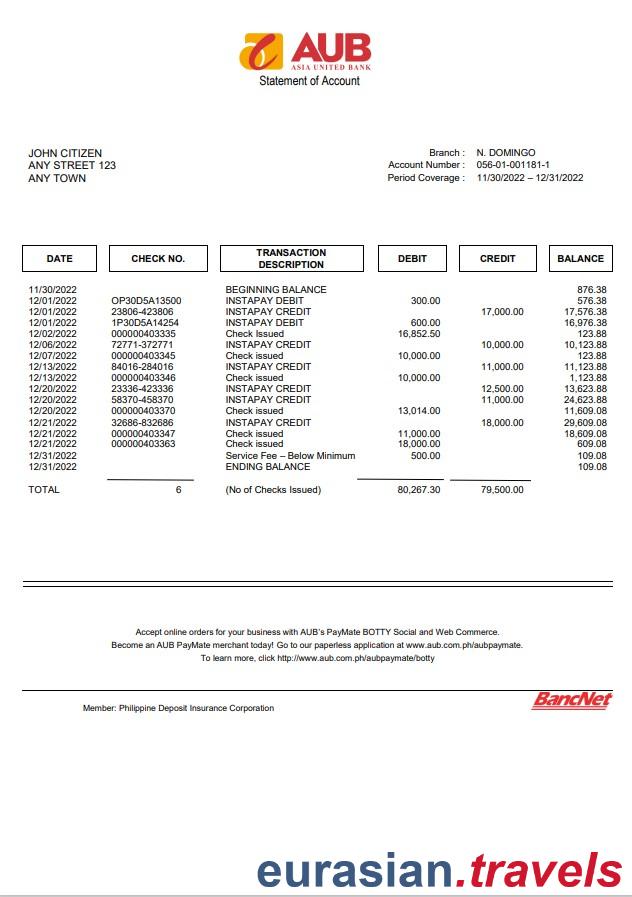 AUB
ASIA UNITED BANK
Statement of Account
JOHN CITIZEN
ANY STREET 123
ANY TOWN
Branch : N. DOMINGO
Account Number : 056-01-001181-1
Period Coverage : 11/30/2022 – 12/31/2022
DATE CHECK NO. TRANSACTION DESCRIPTION DEBIT CREDIT BALANCE
11/30/2022 BEGINNING BALANCE 876.38
12/01/2022 OP30D5A13500 INSTAPAY DEBIT 300.00 576.38
12/01/2022 23806-423806 INSTAPAY CREDIT 17,000.00 17,576.38
12/01/2022 1P30D5A14254 INSTAPAY DEBIT 600.00 16,976.38
12/02/2022 000000403335 Check Issued 16,852.50 123.88
12/06/2022 72771-372771 INSTAPAY CREDIT 10,000.00 10,123.88
12/07/2022 000000403345 Check issued 10,000.00 123.88
12/13/2022 84016-284016 INSTAPAY CREDIT 11,000.00 11,123.88
12/13/2022 000000403346 Check issued 10,000.00 1,123.88
12/20/2022 23336-423336 INSTAPAY CREDIT 12,500.00 13,623.88
12/20/2022 58370-458370 INSTAPAY CREDIT 11,000.00 24,623.88
12/20/2022 000000403370 Check issued 13,014.00 11,609.08
12/21/2022 32686-832686 INSTAPAY CREDIT 18,000.00 29,609.08
12/21/2022 000000403347 Check issued 11,000.00 18,609.08
12/21/2022 000000403363 Check issued 18,000.00 609.08
12/31/2022 Service Fee – Below Minimum 500.00 109.08
12/31/2022 ENDING BALANCE 109.08
TOTAL 6 (No of Checks Issued) 80,267.30 79,500.00
Accept online orders for your business with AUB's PayMate BOTTY Social and Web Commerce.
Become an AUB PayMate merchant today! Go to our paperless application at www.aub.com.ph/aubpaymate.
To learn more, click http://www.aub.com.ph/aubpaymate/botty
Member: Philippine Deposit Insurance Corporation
BancNet
eurasian.travels